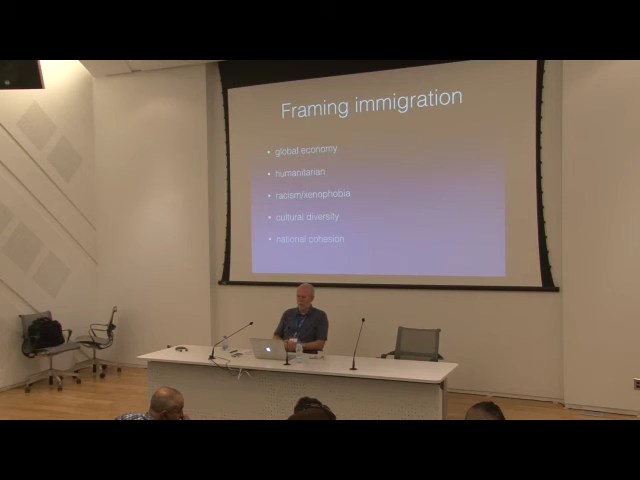 Framing immigration
• global economy
• humanitarian
• racism/xenophobia
• cultural diversity
• national cohesion